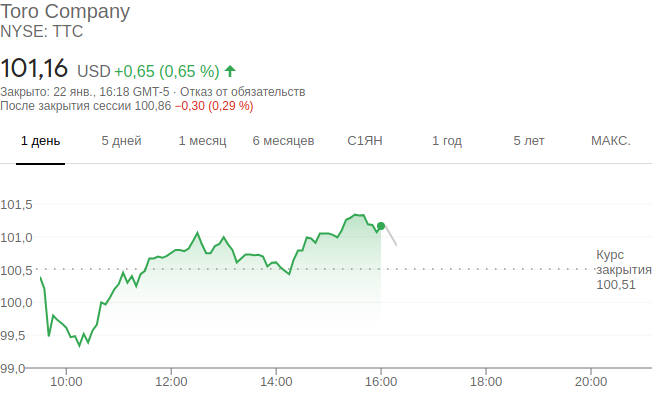 Toro Company
NYSE: TTC
101,16 USD +0,65 (0,65 %)
Закрыто: 22 янв., 16:18 GMT-5 · Отказ от обязательств
После закрытия сессии 100,86 −0,30 (0,29 %)
1 день 5 дней 1 месяц 6 месяцев С1ЯН 1 год 5 лет МАКС.
101,5
101,0
100,5
100,0
99,5
99,0
Курс
закрытия
100,51
10:00 12:00 14:00 16:00 18:00 20:00